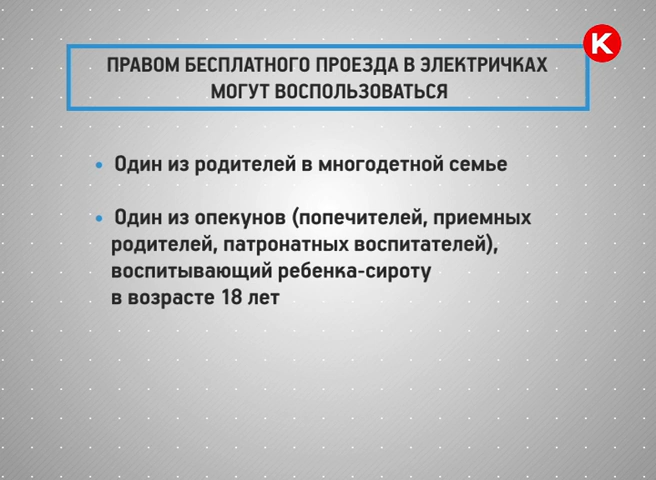 K
ПРАВОМ БЕСПЛАТНОГО ПРОЕЗДА В ЭЛЕКТРИЧКАХ
МОГУТ ВОСПОЛЬЗОВАТЬСЯ
• Один из родителей в многодетной семье
• Один из опекунов (попечителей, приемных
родителей, патронатных воспитателей),
воспитывающий ребенка-сироту
в возрасте 18 лет